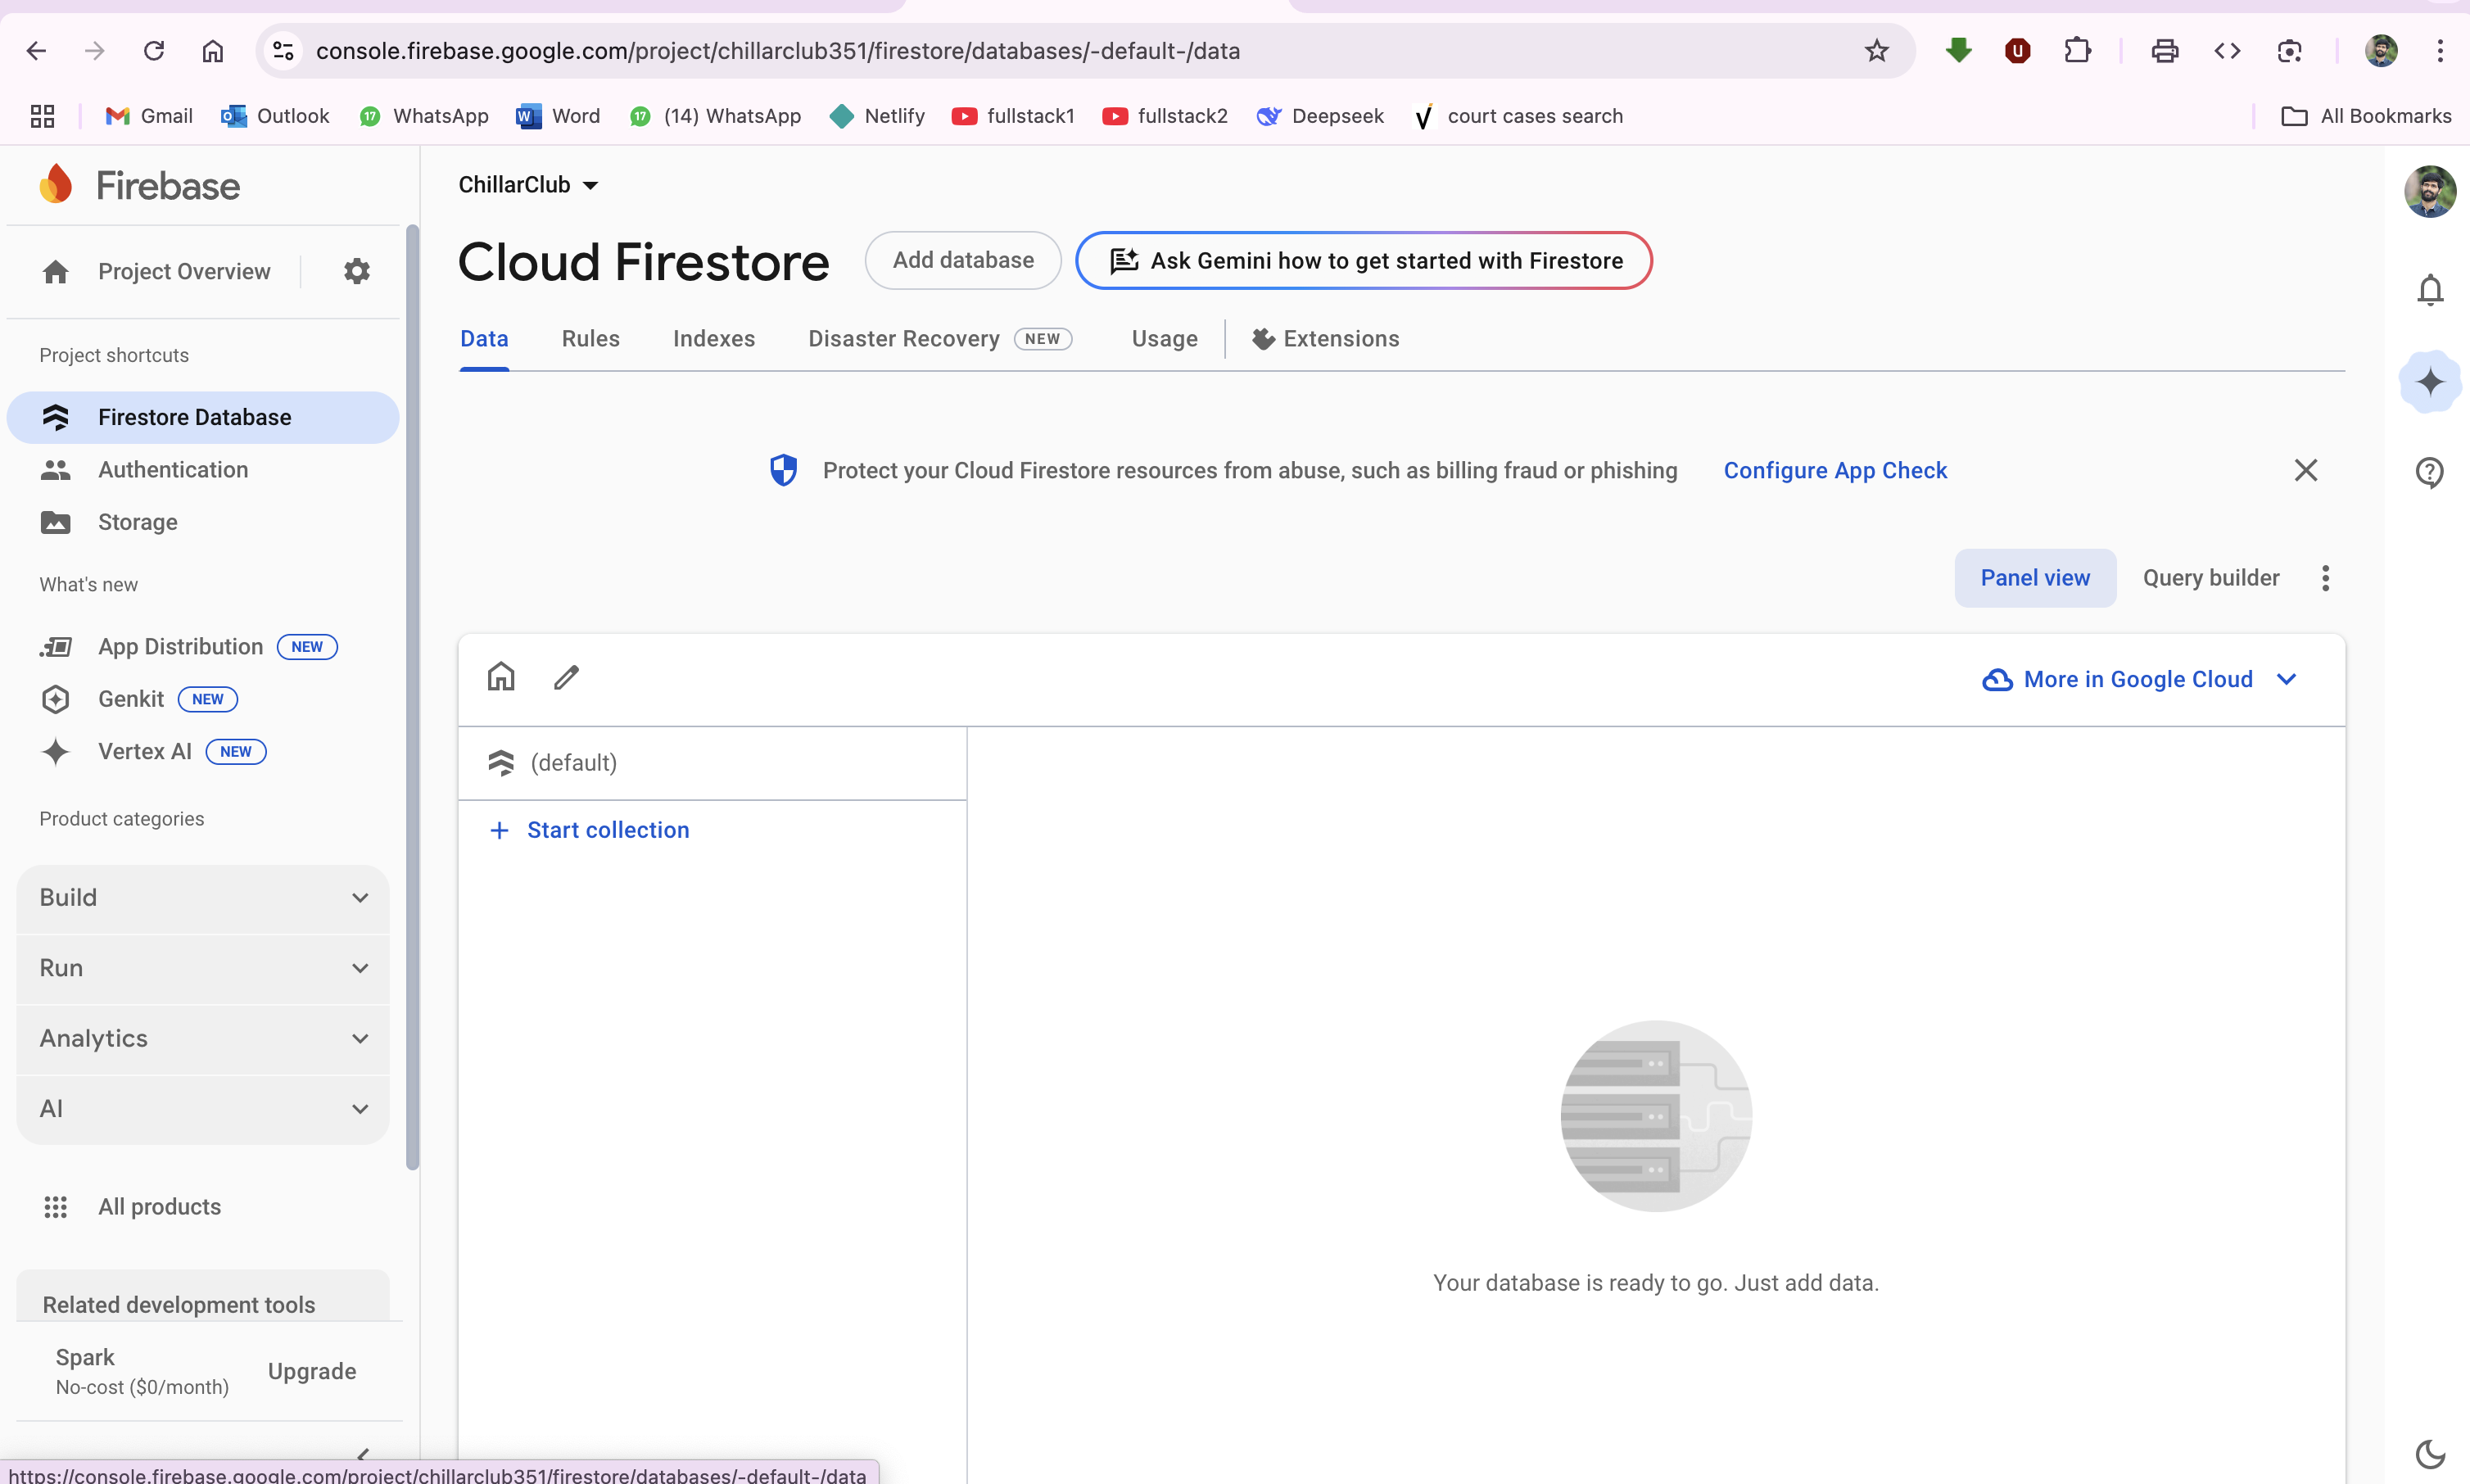 console.firebase.google.com/project/chillarclub351/firestore/databases/-default-/data
Gmail Outlook 17 WhatsApp Word 17 (14) WhatsApp Netlify fullstack1 fullstack2 Deepseek court cases search All Bookmarks
Firebase
Project Overview
Project shortcuts
Firestore Database
Authentication
Storage
What's new
App Distribution NEW
Genkit NEW
Vertex AI NEW
Product categories
Build
Run
Analytics
AI
All products
Related development tools
Spark
No-cost ($0/month)
Upgrade
ChillarClub
Cloud Firestore Add database Ask Gemini how to get started with Firestore
Data Rules Indexes Disaster Recovery NEW Usage Extensions
Protect your Cloud Firestore resources from abuse, such as billing fraud or phishing Configure App Check
Panel view Query builder
More in Google Cloud
(default)
Start collection
Your database is ready to go. Just add data.
https://console.firebase.google.com/project/chillarclub351/firestore/databases/-default-/data